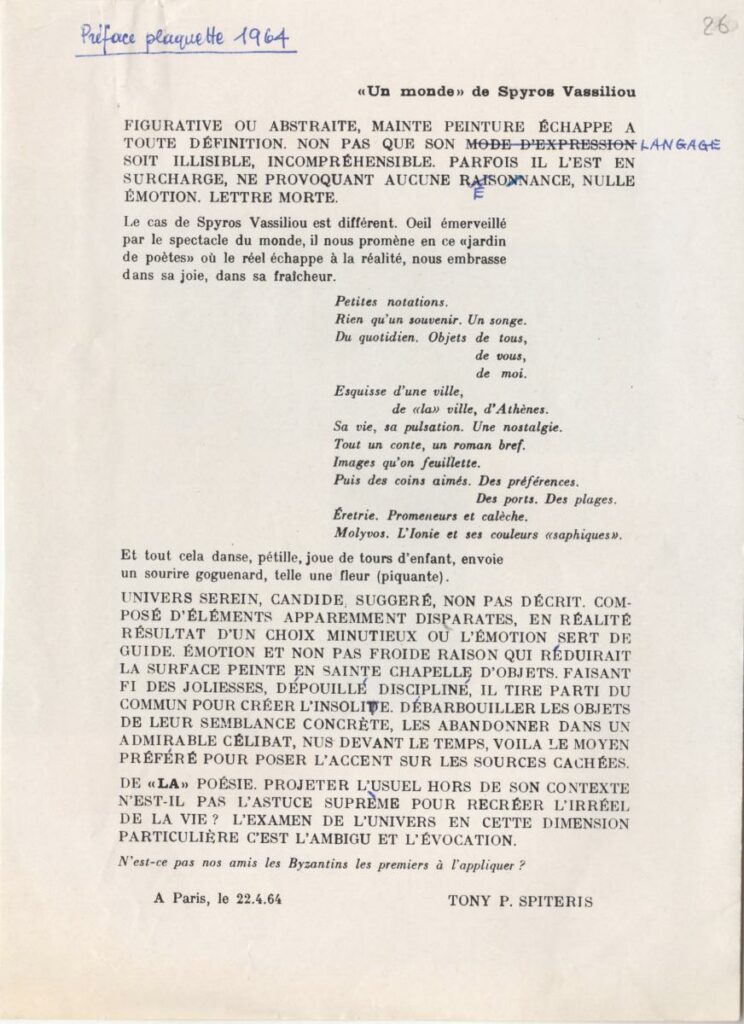 Préface plaquette 1964
26
«Un monde» de Spyros Vassiliou
FIGURATIVE OU ABSTRAITE, MAINTE PEINTURE ÉCHAPPE A
TOUTE DÉFINITION. NON PAS QUE SON MODE D'EXPRESSION LANGAGE
SOIT ILLISIBLE, INCOMPRÉHENSIBLE. PARFOIS IL L'EST EN
SURCHARGE, NE PROVOQUANT AUCUNE RAISONNANCE, NULLE
É
ÉMOTION. LETTRE MORTE.
Le cas de Spyros Vassiliou est différent. Oeil émerveillé
par le spectacle du monde, il nous promène en ce «jardin
de poètes» où le réel échappe à la réalité, nous embrasse
dans sa joie, dans sa fraîcheur.
Petites notations.
Rien qu'un souvenir. Un songe.
Du quotidien. Objets de tous,
de vous,
de moi.
Esquisse d'une ville,
de «la» ville, d'Athènes.
Sa vie, sa pulsation. Une nostalgie.
Tout un conte, un roman bref.
Images qu'on feuillette.
Puis des coins aimés. Des préférences.
Des ports. Des plages.
Éretrie. Promeneurs et calèche.
Molyvos. L'Ionie et ses couleurs «saphiques».
Et tout cela danse, pétille, joue de tours d'enfant, envoie
un sourire goguenard, telle une fleur (piquante).
UNIVERS SEREIN, CANDIDE, SUGGERÉ, NON PAS DÉCRIT. COM-
POSÉ D'ÉLÉMENTS APPAREMMENT DISPARATES, EN RÉALITÉ
RÉSULTAT D'UN CHOIX MINUTIEUX OU L'ÉMOTION SERT DE
GUIDE. ÉMOTION ET NON PAS FROIDE RAISON QUI RÉDUIRAIT
LA SURFACE PEINTE EN SAINTE CHAPELLE D'OBJETS. FAISANT
FI DES JOLIESSES, DÉPOUILLÉ DISCIPLINÉ, IL TIRE PARTI DU
COMMUN POUR CRÉER L'INSOLITE. DÉBARBOUILLER LES OBJETS
DE LEUR SEMBLANCE CONCRÈTE, LES ABANDONNER DANS UN
ADMIRABLE CÉLIBAT, NUS DEVANT LE TEMPS, VOILA LE MOYEN
PRÉFÉRÉ POUR POSER L'ACCENT SUR LES SOURCES CACHÉES.
DE «LA» POÉSIE. PROJETER L'USUEL HORS DE SON CONTEXTE
N'EST-IL PAS L'ASTUCE SUPRÈME POUR RECRÉER L'IRRÉEL
DE LA VIE ? L'EXAMEN DE L'UNIVERS EN CETTE DIMENSION
PARTICULIÈRE C'EST L'AMBIGU ET L'ÉVOCATION.
N'est-ce pas nos amis les Byzantins les premiers à l'appliquer ?
A Paris, le 22.4.64 TONY P. SPITERIS